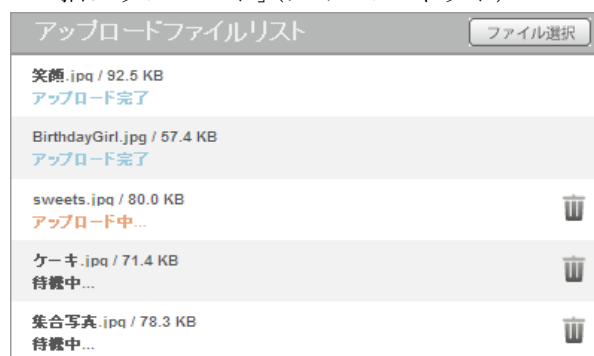 アップロードファイルリスト
ファイル選択
笑顔.jpg / 92.5 KB
アップロード完了
BirthdayGirl.jpg / 57.4 KB
アップロード完了
sweets.jpg / 80.0 KB
アップロード中...
ケーキ.jpg / 71.4 KB
待機中...
集合写真.jpg / 78.3 KB
待機中...